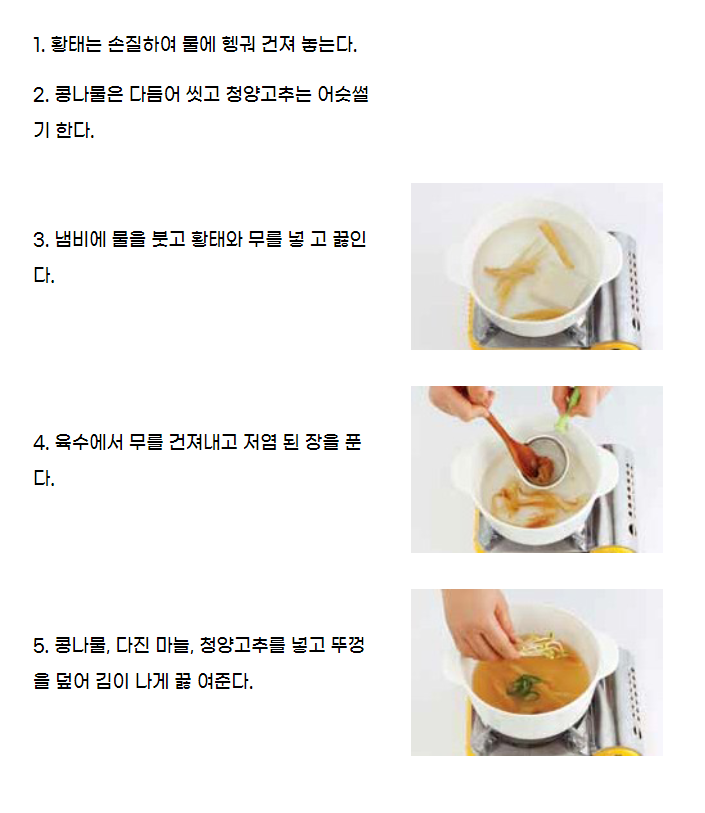 1. 황태는 손질하여 물에 헹궈 건져 놓는다.
2. 콩나물은 다듬어 씻고 청양고추는 어슷썰
기 한다.
3. 냄비에 물을 붓고 황태와 무를 넣 고 끓인
다.
4. 육수에서 무를 건져내고 저염 된 장을 푼
다.
5. 콩나물, 다진 마늘, 청양고추를 넣고 뚜껑
을 덮어 김이 나게 끓 여준다.